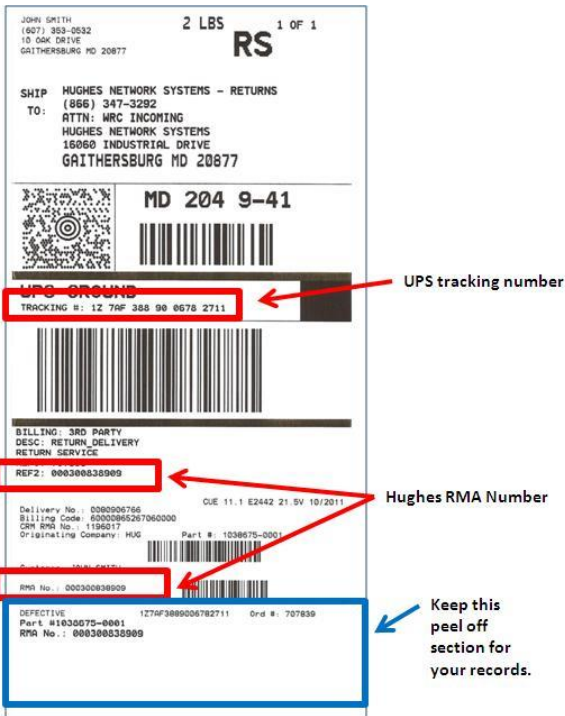 JOHN SMITH
(607) 353-0532
10 OAK DRIVE
GAITHERSBURG MD 20877
2 LBS
1 OF 1
RS
SHIP TO:
HUGHES NETWORK SYSTEMS - RETURNS
(866) 347-3292
ATTN: WRC INCOMING
HUGHES NETWORK SYSTEMS
16060 INDUSTRIAL DRIVE
GAITHERSBURG MD 20877
MD 204 9-41
UPS GROUND
TRACKING #: 1Z 7AF 388 90 0678 2711
UPS tracking number
BILLING: 3RD PARTY
DESC: RETURN_DELIVERY
RETURN SERVICE
REF2: 000300838909
CUE 11.1 E2442 21.5V 10/2011
Hughes RMA Number
Delivery No.: 0080906766
Billing Code: 60000865267060000
CRM RMA No.: 1196017
Originating Company: HUG Part #: 1038675-0001
Customer JOHN SMITH
RMA No.: 000300838909
DEFECTIVE 1Z7AF3889006782711 Ord #: 707839
Part #1038675-0001
RMA No.: 000300838909
Keep this
peel off
section for
your records.